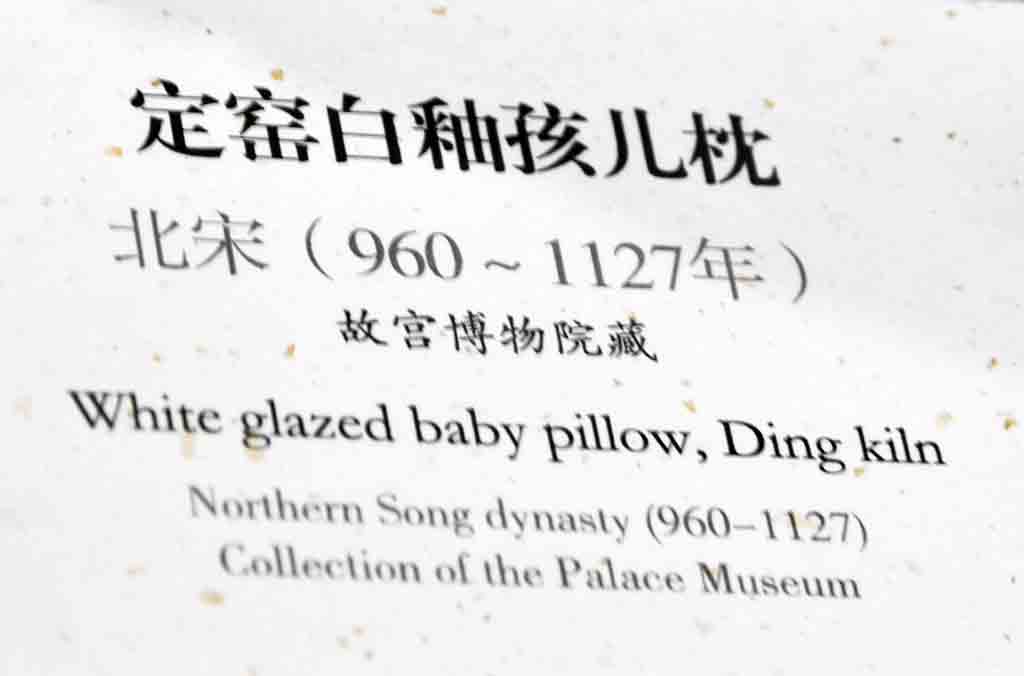 定窑白釉孩儿枕
北宋（960～1127年）
故宫博物院藏
White glazed baby pillow, Ding kiln
Northern Song dynasty (960–1127)
Collection of the Palace Museum